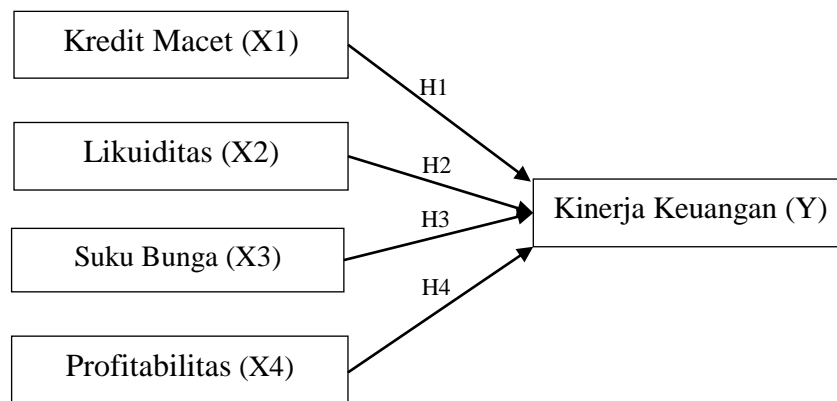 Kredit Macet (X1)
H1
Likuiditas (X2)
H2
Kinerja Keuangan (Y)
H3
Suku Bunga (X3)
H4
Profitabilitas (X4)